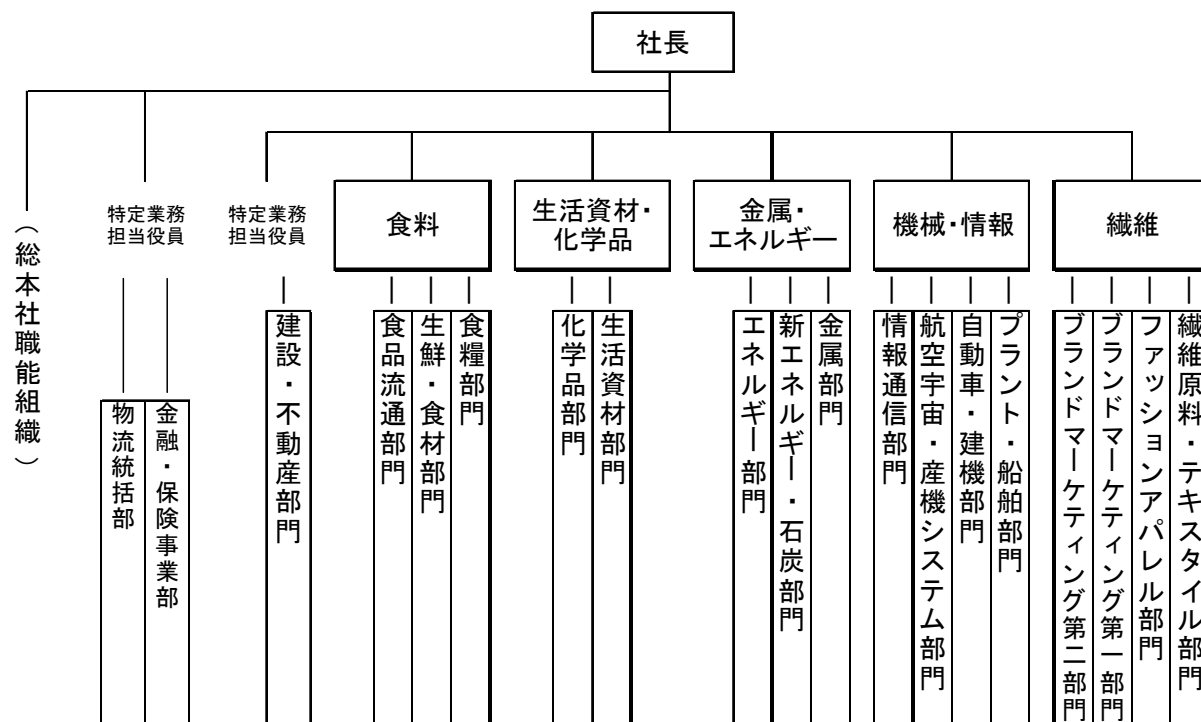 社長
（総本社職能組織）
特定業務
担当役員
特定業務
担当役員
食料
生活資材・
化学品
金属・
エネルギー
機械・情報
繊維
物流統括部
金融・保険事業部
建設・不動産部門
食品流通部門
生鮮・食材部門
食糧部門
化学品部門
生活資材部門
エネルギー部門
新エネルギー・石炭部門
金属部門
情報通信部門
航空宇宙・産機システム部門
自動車・建機部門
プラント・船舶部門
ブランドマーケティング第二部門
ブランドマーケティング第一部門
ファッションアパレル部門
繊維原料・テキスタイル部門